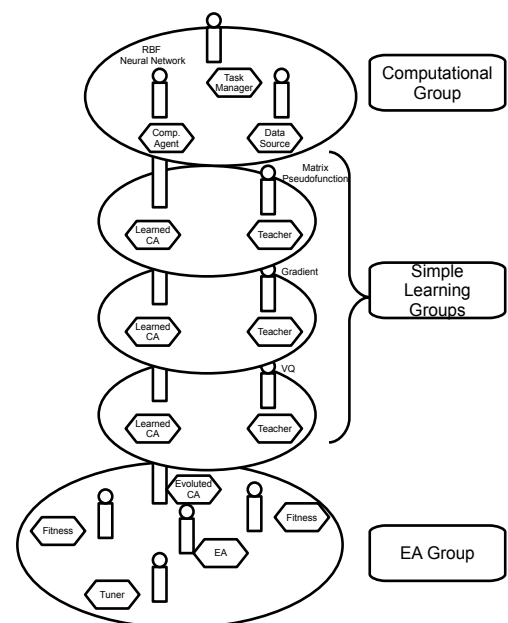 RBF
Neural Network
Task
Manager
Computational
Group
Comp.
Agent
Data
Source
Matrix
Pseudofunction
Learned
CA
Teacher
Gradient
Simple
Learning
Groups
Learned
CA
Teacher
VQ
Learned
CA
Teacher
Evoluted
CA
Fitness
Fitness
EA
EA Group
Tuner